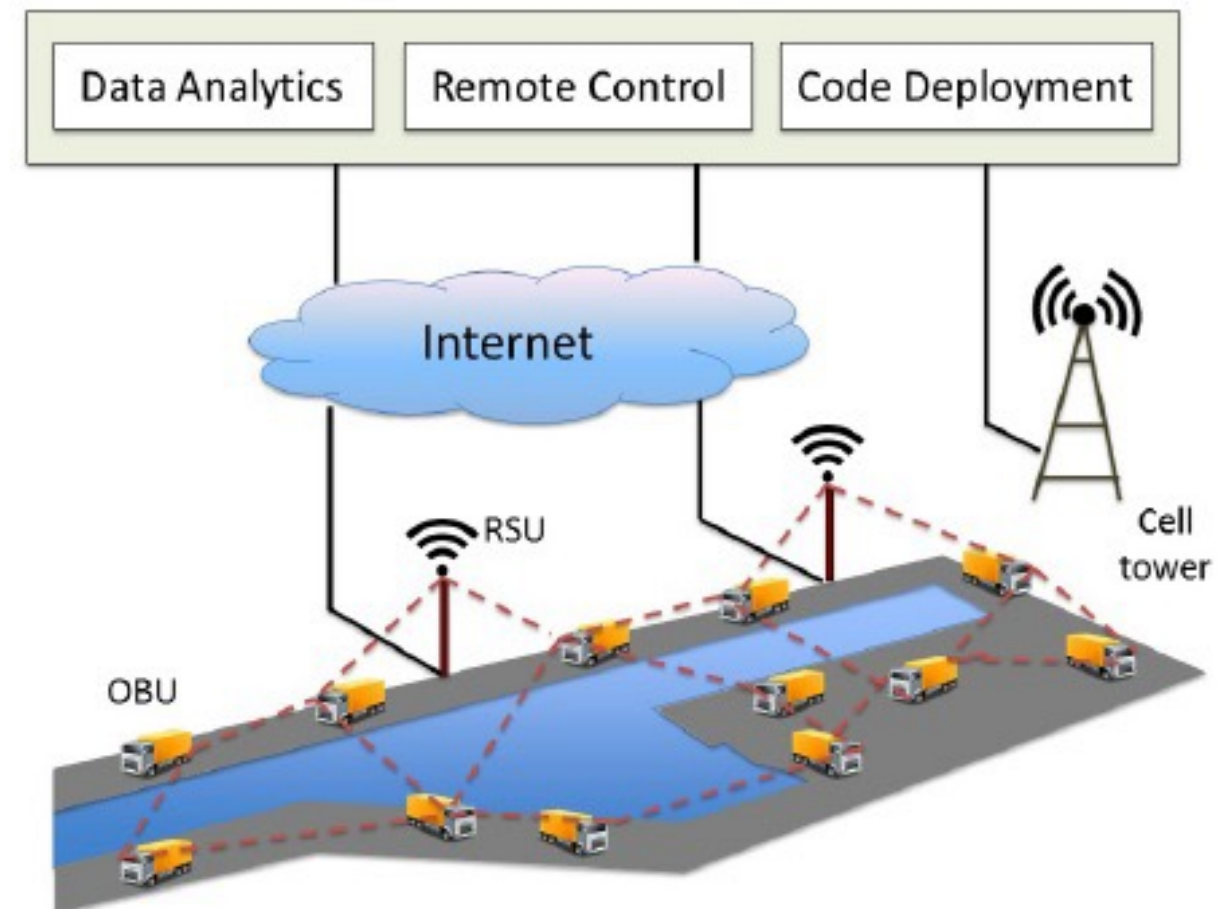 Data Analytics
Remote Control
Code Deployment
Internet
RSU
Cell
tower
OBU